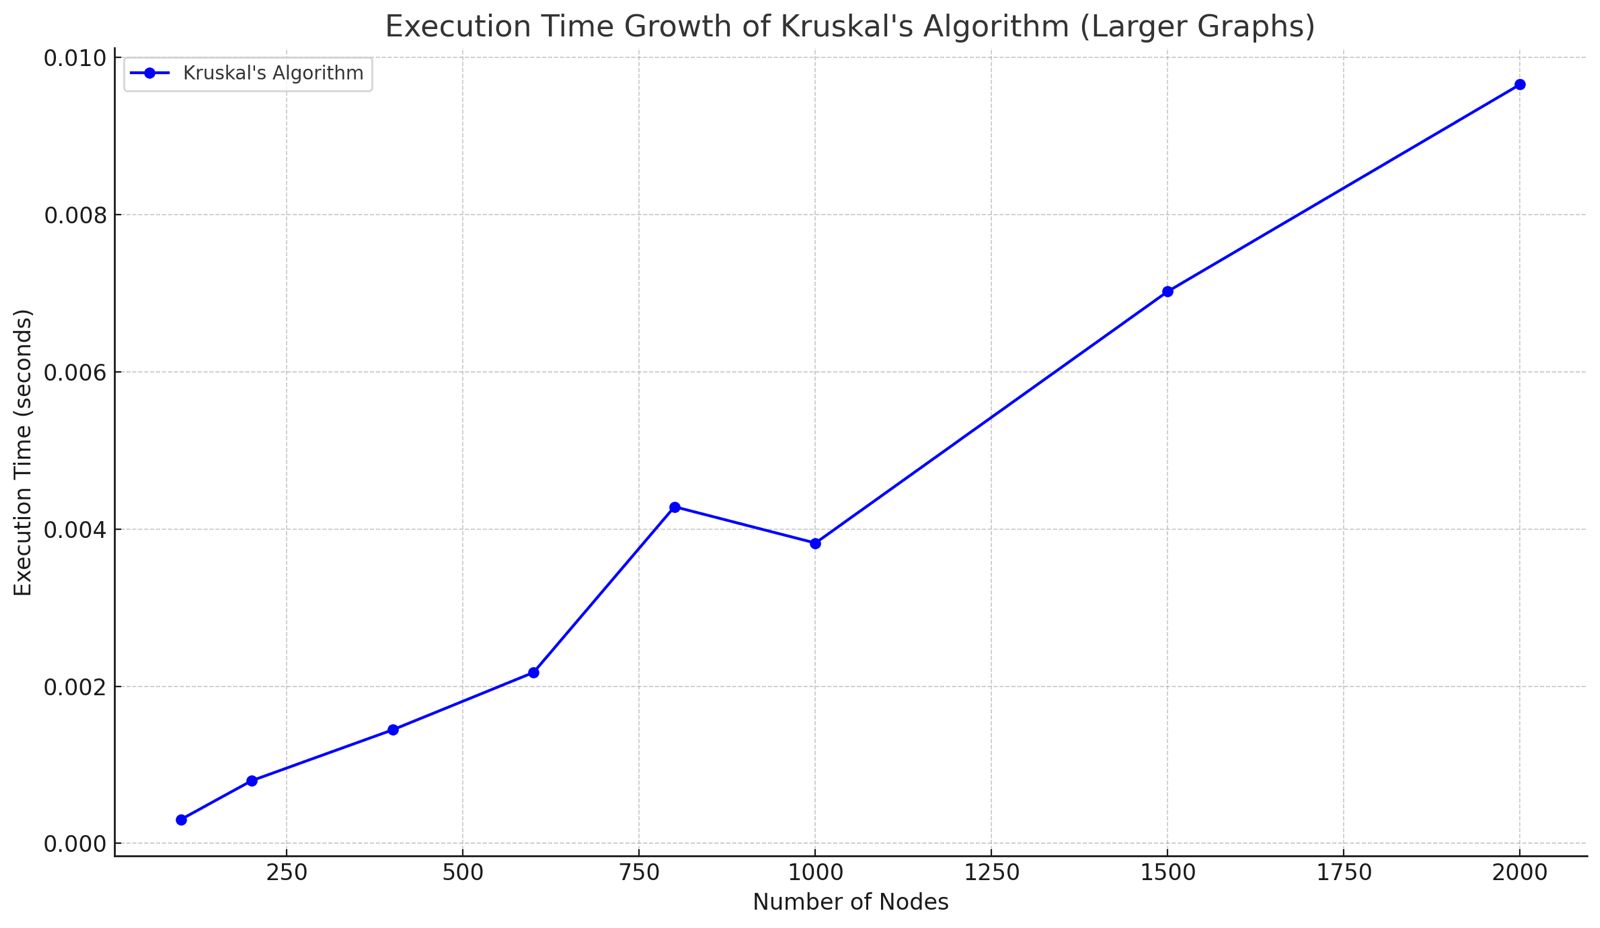 Execution Time Growth of Kruskal's Algorithm (Larger Graphs)
Kruskal's Algorithm
Execution Time (seconds)
0.010
0.008
0.006
0.004
0.002
0.000
250 500 750 1000 1250 1500 1750 2000
Number of Nodes